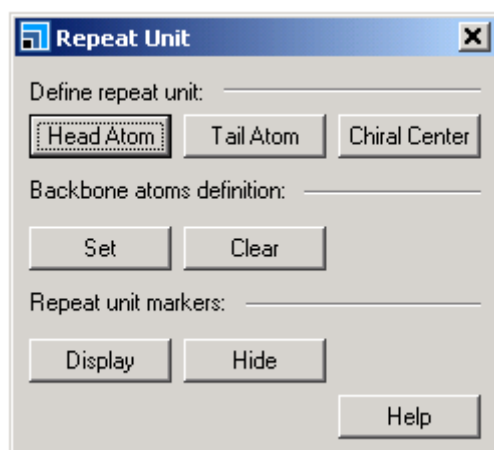 Repeat Unit
Define repeat unit:
Head Atom Tail Atom Chiral Center
Backbone atoms definition:
Set Clear
Repeat unit markers:
Display Hide
Help